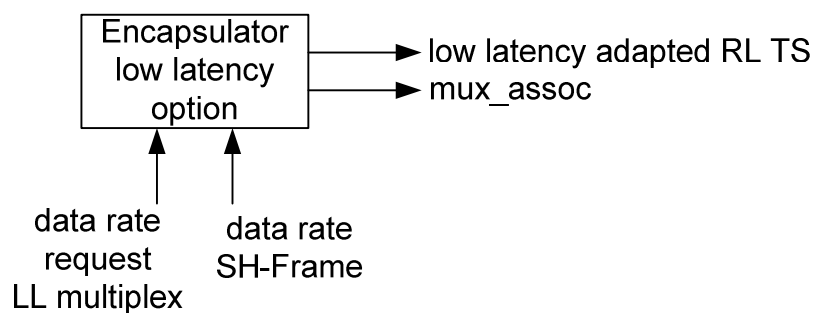 Encapsulator
low latency
option
low latency adapted RL TS
mux_assoc
data rate
request
LL multiplex
data rate
SH-Frame